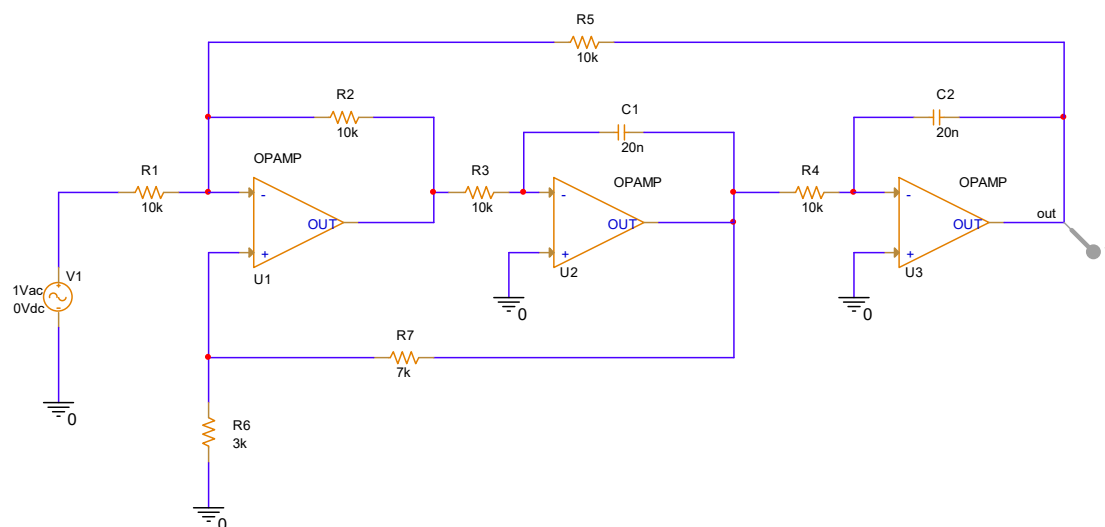 R5
10k
R2
10k
C1
20n
C2
20n
OPAMP
OPAMP
OPAMP
R1
10k
R3
10k
R4
10k
-
-
-
OUT
OUT
OUT
out
+
+
+
U1
U2
U3
V1
1Vac
0Vdc
0
0
R7
7k
0
R6
3k
0